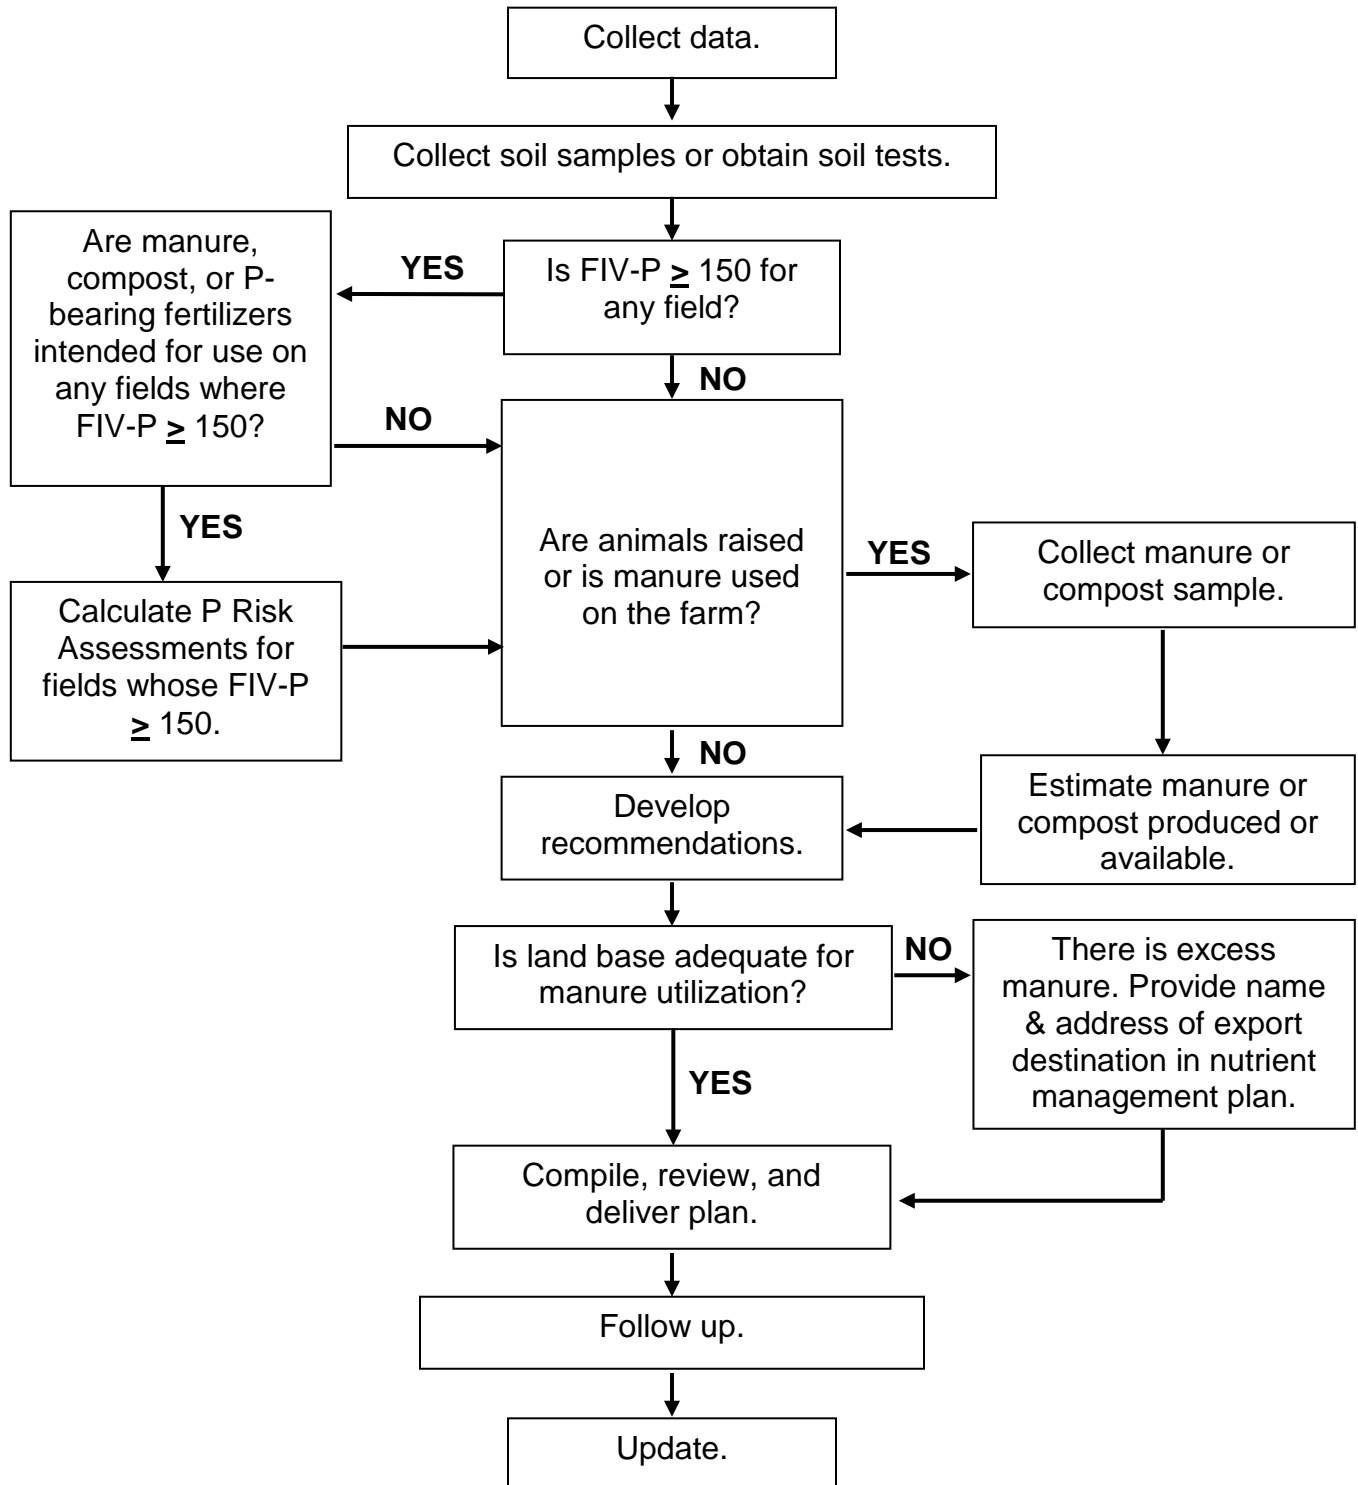 Collect data.
Collect soil samples or obtain soil tests.
Are manure,
compost, or P-
bearing fertilizers
intended for use on
any fields where
FIV-P ≥ 150?
YES
Is FIV-P ≥ 150 for
any field?
NO
NO
YES
Calculate P Risk
Assessments for
fields whose FIV-P
≥ 150.
Are animals raised
or is manure used
on the farm?
YES
Collect manure or
compost sample.
NO
Develop
recommendations.
Estimate manure or
compost produced or
available.
Is land base adequate for
manure utilization?
NO
There is excess
manure. Provide name
& address of export
destination in nutrient
management plan.
YES
Compile, review, and
deliver plan.
Follow up.
Update.